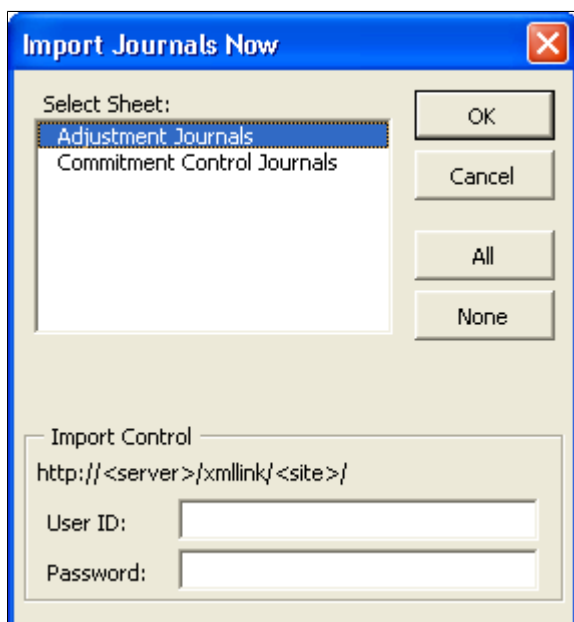 Import Journals Now
Select Sheet:
Adjustment Journals
Commitment Control Journals
OK
Cancel
All
None
Import Control
http://<server>/xmllink/<site>/
User ID:
Password: